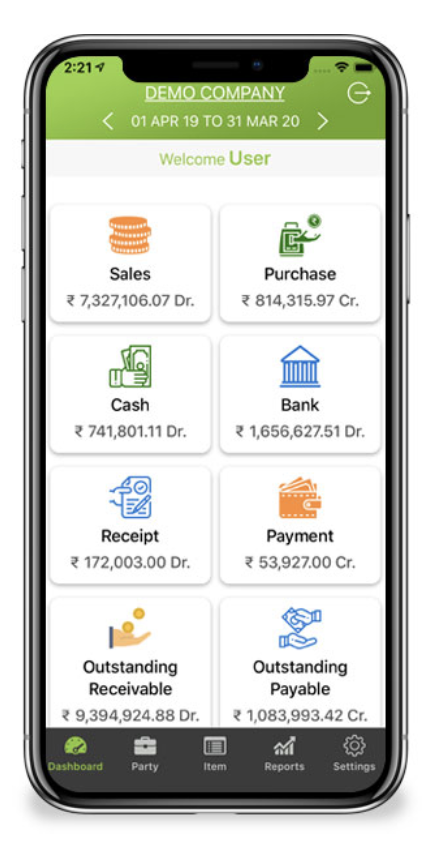 2:21
DEMO COMPANY
01 APR 19 TO 31 MAR 20
Welcome User
Sales
₹ 7,327,106.07 Dr.
Purchase
₹ 814,315.97 Cr.
Cash
₹ 741,801.11 Dr.
Bank
₹ 1,656,627.51 Dr.
Receipt
₹ 172,003.00 Dr.
Payment
₹ 53,927.00 Cr.
Outstanding
Receivable
₹ 9,394,924.88 Dr.
Outstanding
Payable
₹ 1,083,993.42 Cr.
Dashboard
Party
Item
Reports
Settings